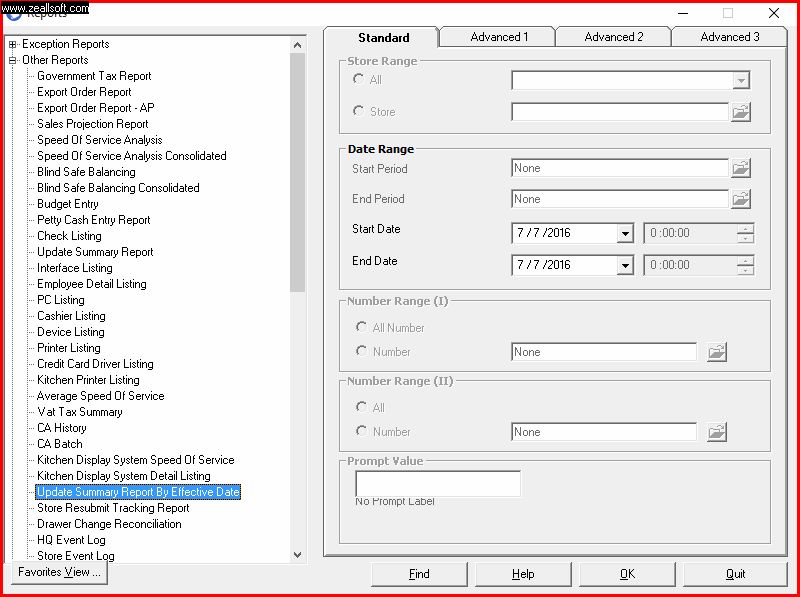 www.zeallsoft.com
Reports
Exception Reports
Other Reports
Government Tax Report
Export Order Report
Export Order Report - AP
Sales Projection Report
Speed Of Service Analysis
Speed Of Service Analysis Consolidated
Blind Safe Balancing
Blind Safe Balancing Consolidated
Budget Entry
Petty Cash Entry Report
Check Listing
Update Summary Report
Interface Listing
Employee Detail Listing
PC Listing
Cashier Listing
Device Listing
Printer Listing
Credit Card Driver Listing
Kitchen Printer Listing
Average Speed Of Service
Vat Tax Summary
CA History
CA Batch
Kitchen Display System Speed Of Service
Kitchen Display System Detail Listing
Update Summary Report By Effective Date
Store Resubmit Tracking Report
Drawer Change Reconciliation
HQ Event Log
Store Event Log
Favorites View ...
Standard
Advanced 1
Advanced 2
Advanced 3
Store Range
All
Store
Date Range
Start Period None
End Period None
Start Date 7 / 7 /2016 0 :00:00
End Date 7 / 7 /2016 0 :00:00
Number Range (I)
All Number
Number None
Number Range (II)
All
Number None
Prompt Value
No Prompt Label
Find
Help
OK
Quit